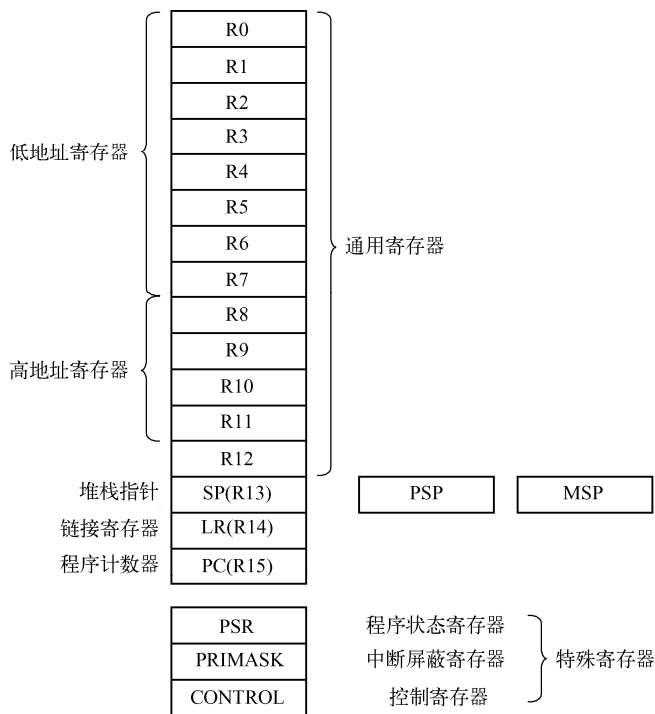 R0
R1
R2
R3
低地址寄存器
R4
R5
R6
通用寄存器
R7
R8
R9
高地址寄存器
R10
R11
R12
堆栈指针 SP(R13) PSP MSP
链接寄存器 LR(R14)
程序计数器 PC(R15)
PSR 程序状态寄存器
PRIMASK 中断屏蔽寄存器 特殊寄存器
CONTROL 控制寄存器